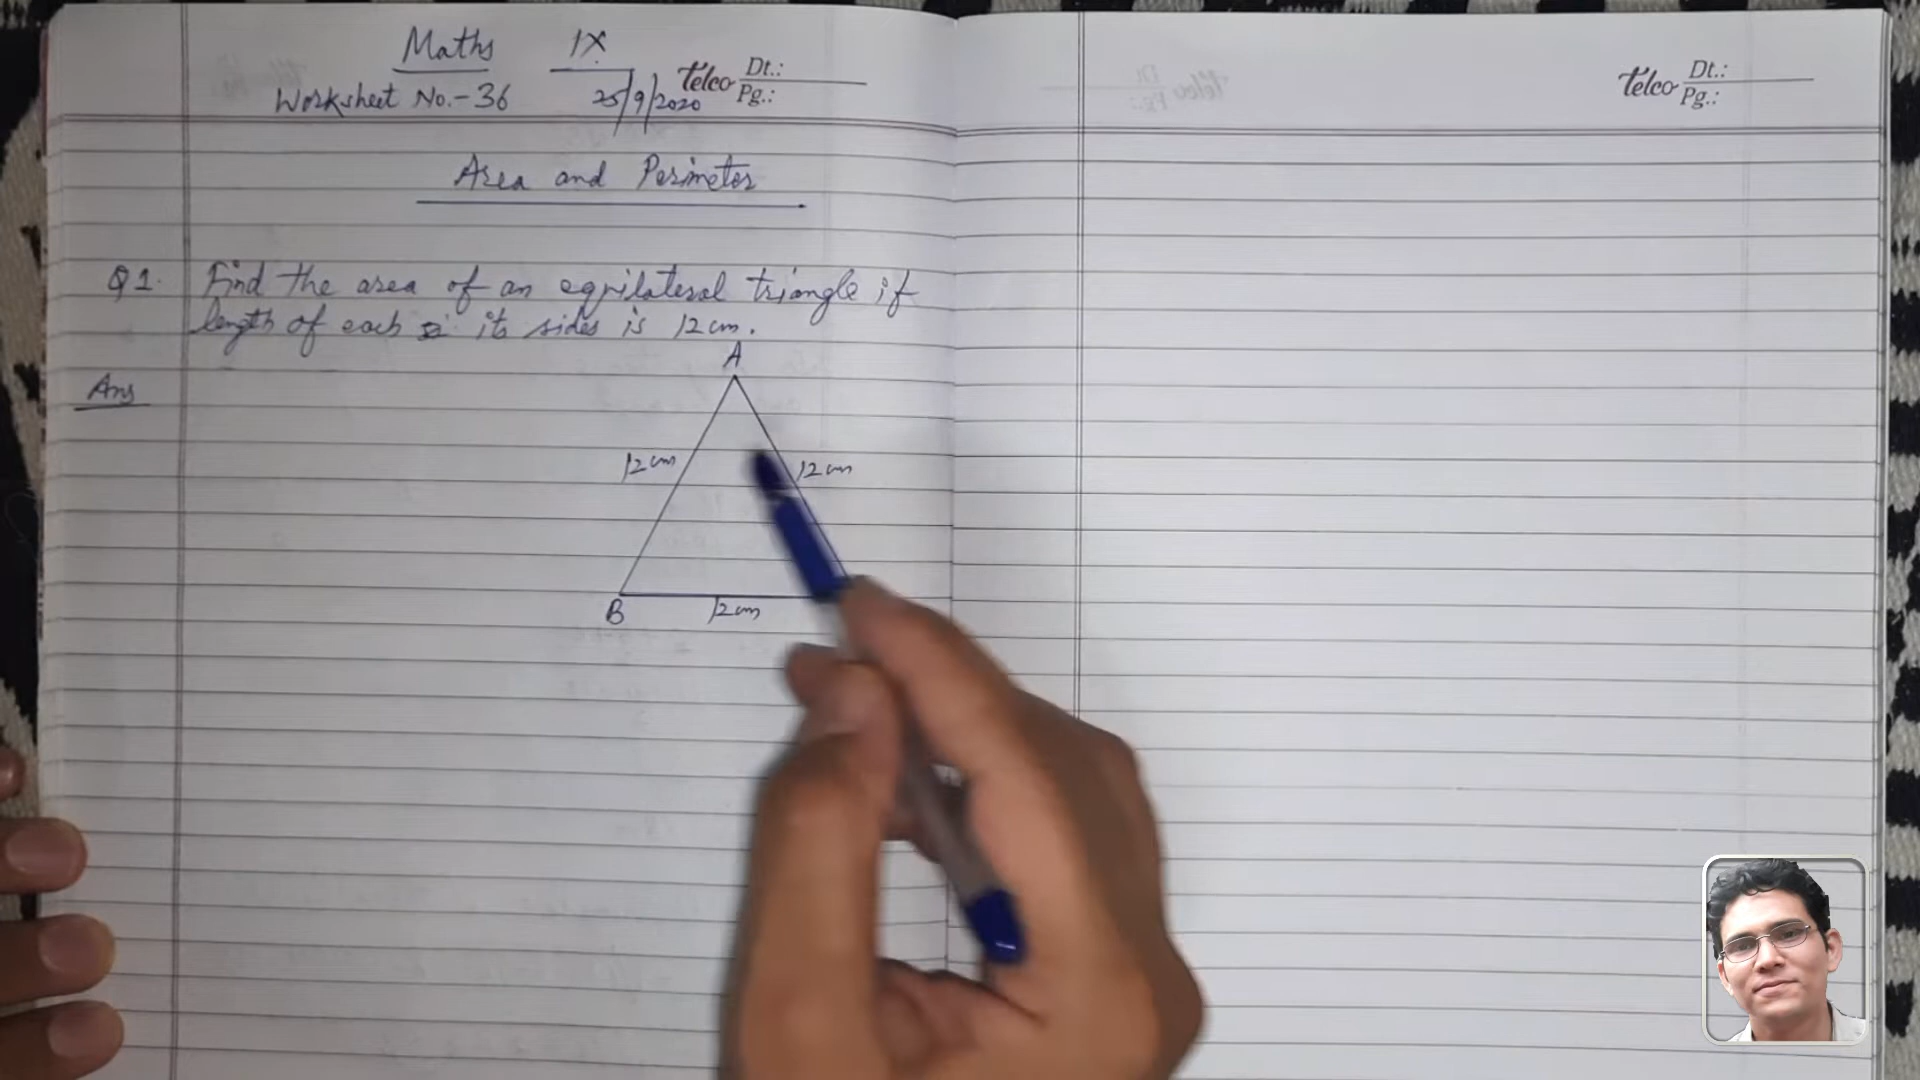 Maths IX
Telco Dt.:
Pg.:
Worksheet No.-36 25/9/2020
Area and Perimeter
Q1. Find the area of an equilateral triangle if
length of each its sides is 12 cm.
Ans
A
12 cm 12 cm
B 12 cm
Telco Dt.:
Pg.: